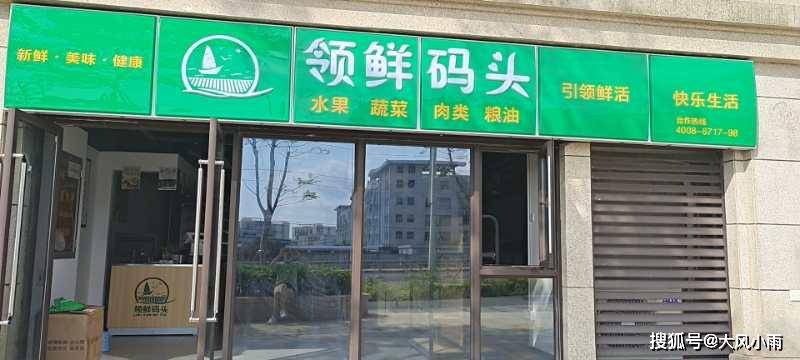 新鲜·美味·健康
领鲜码头
水果 蔬菜 肉类 粮油
引领鲜活
快乐生活
合作热线
4008-6717-98
领鲜码头
搜狐号@大风小雨